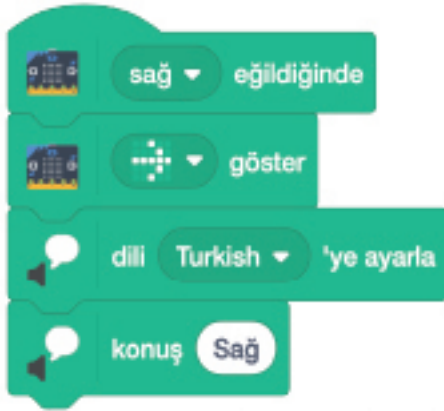 sağ eğildiğinde
göster
dili Turkish 'ye ayarla
konuş Sağ